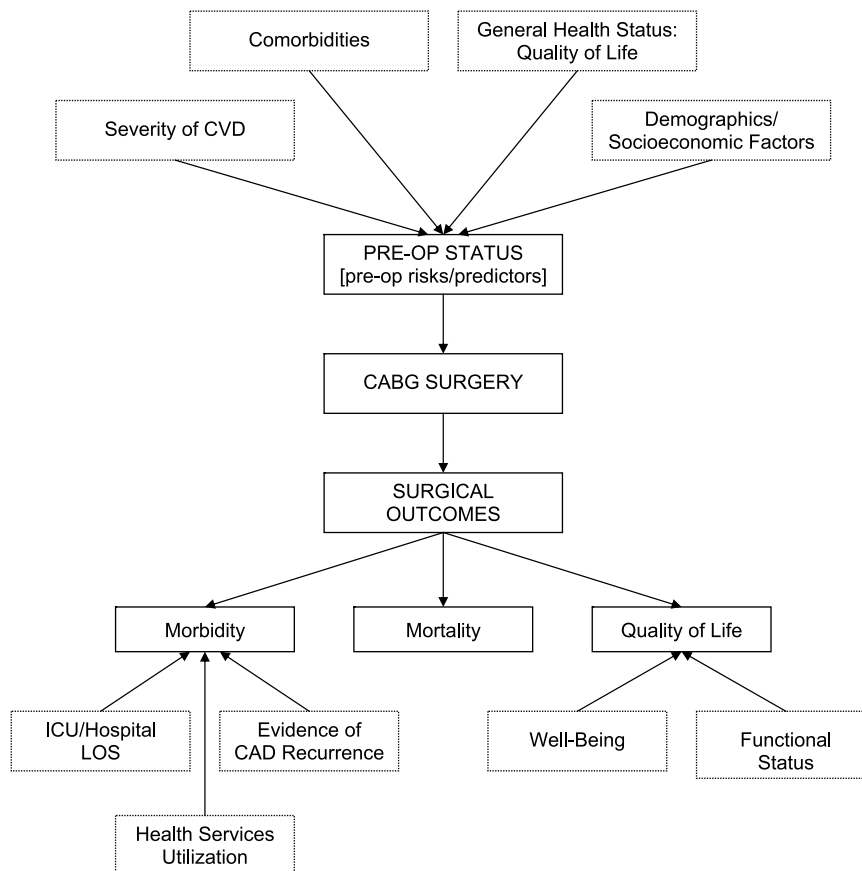 Comorbidities
General Health Status:
Quality of Life
Severity of CVD
Demographics/
Socioeconomic Factors
PRE-OP STATUS
[pre-op risks/predictors]
CABG SURGERY
SURGICAL
OUTCOMES
Morbidity
Mortality
Quality of Life
ICU/Hospital
LOS
Evidence of
CAD Recurrence
Well-Being
Functional
Status
Health Services
Utilization